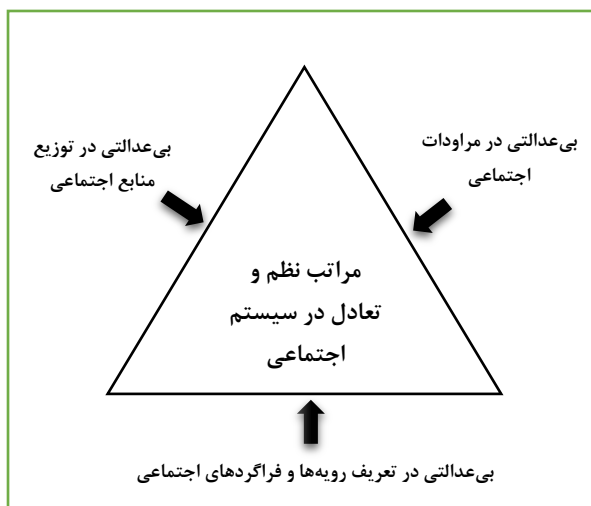 بی‌عدالتی در مراودات
اجتماعی
بی‌عدالتی در توزیع
منابع اجتماعی
مراتب نظم و
تعادل در سیستم
اجتماعی
بی‌عدالتی در تعریف رویه‌ها و فراگردهای اجتماعی